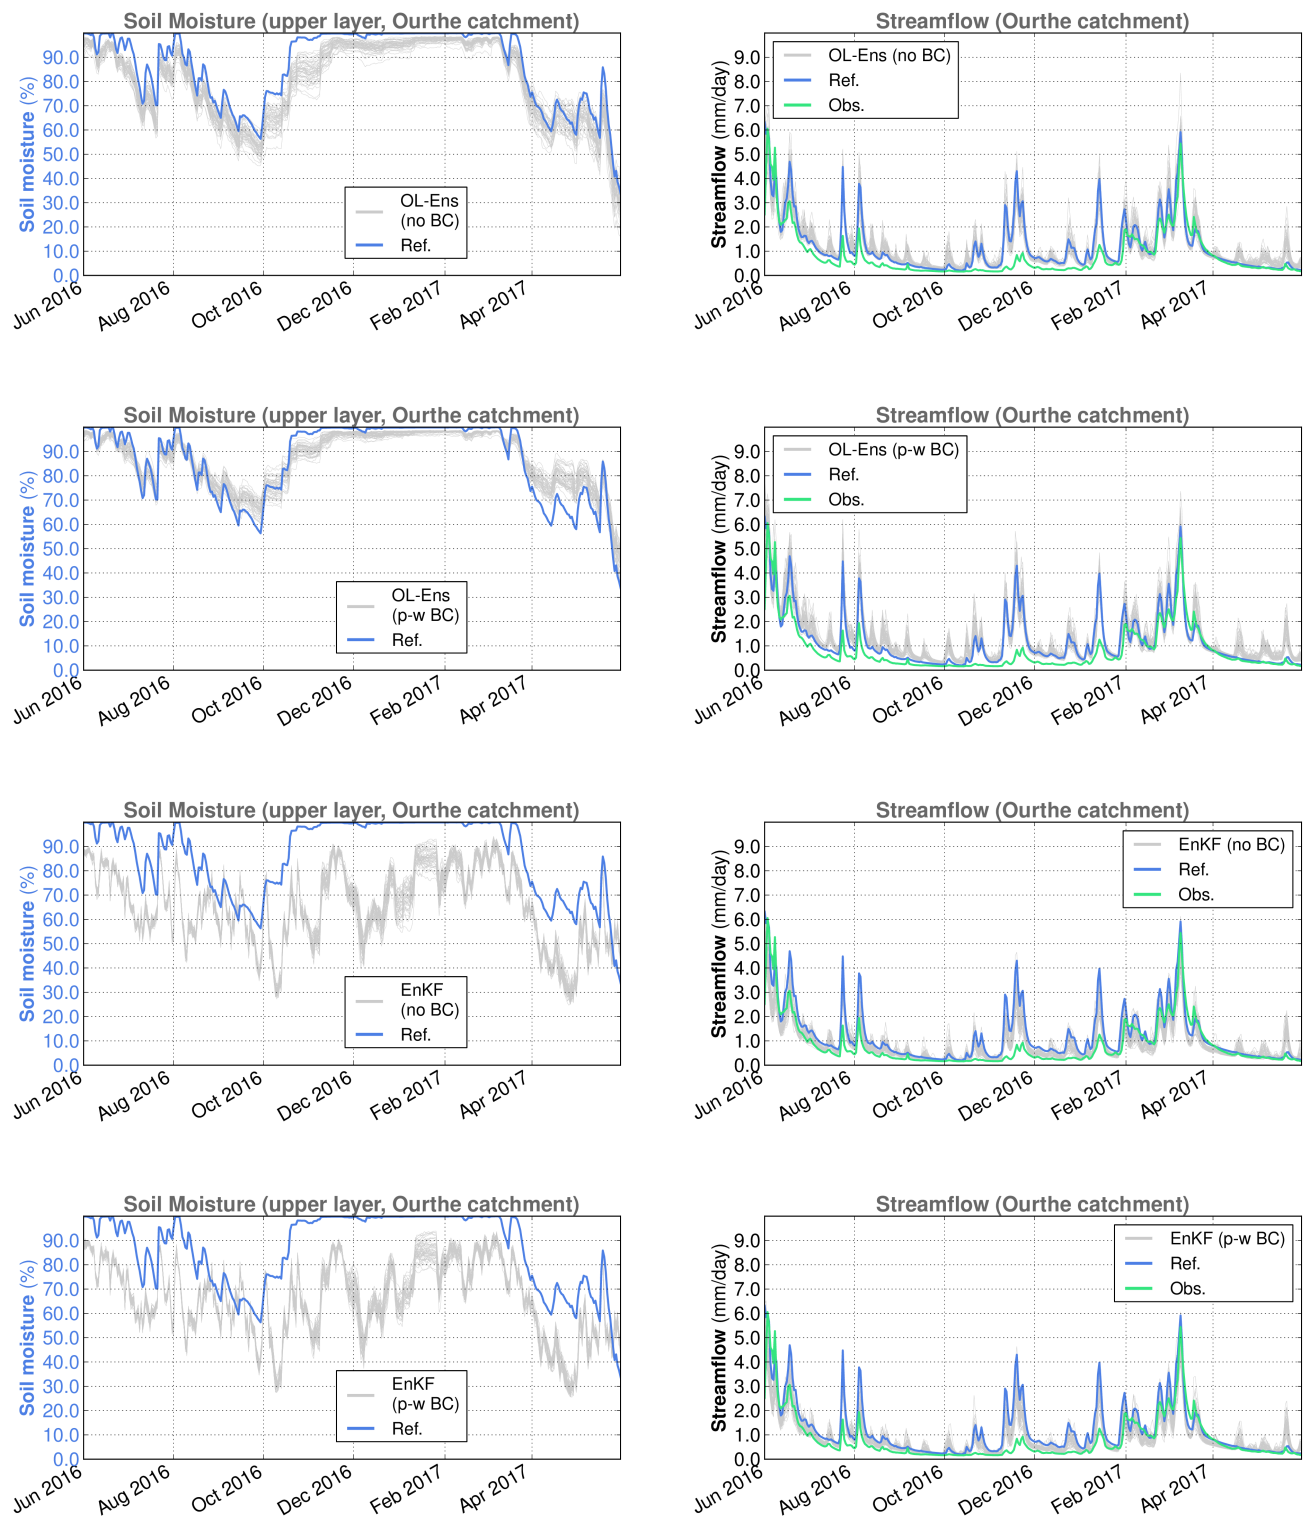 Soil Moisture (upper layer, Ourthe catchment)
Soil moisture (%)
90.0
80.0
70.0
60.0
50.0
40.0
30.0
20.0
10.0
0.0
OL-Ens
(no BC)
Ref.
Jun 2016
Aug 2016
Oct 2016
Dec 2016
Feb 2017
Apr 2017
Streamflow (Ourthe catchment)
Streamflow (mm/day)
9.0
8.0
7.0
6.0
5.0
4.0
3.0
2.0
1.0
0.0
OL-Ens (no BC)
Ref.
Obs.
Jun 2016
Aug 2016
Oct 2016
Dec 2016
Feb 2017
Apr 2017
Soil Moisture (upper layer, Ourthe catchment)
Soil moisture (%)
90.0
80.0
70.0
60.0
50.0
40.0
30.0
20.0
10.0
0.0
OL-Ens
(p-w BC)
Ref.
Jun 2016
Aug 2016
Oct 2016
Dec 2016
Feb 2017
Apr 2017
Streamflow (Ourthe catchment)
Streamflow (mm/day)
9.0
8.0
7.0
6.0
5.0
4.0
3.0
2.0
1.0
0.0
OL-Ens (p-w BC)
Ref.
Obs.
Jun 2016
Aug 2016
Oct 2016
Dec 2016
Feb 2017
Apr 2017
Soil Moisture (upper layer, Ourthe catchment)
Soil moisture (%)
90.0
80.0
70.0
60.0
50.0
40.0
30.0
20.0
10.0
0.0
EnKF
(no BC)
Ref.
Jun 2016
Aug 2016
Oct 2016
Dec 2016
Feb 2017
Apr 2017
Streamflow (Ourthe catchment)
Streamflow (mm/day)
9.0
8.0
7.0
6.0
5.0
4.0
3.0
2.0
1.0
0.0
EnKF (no BC)
Ref.
Obs.
Jun 2016
Aug 2016
Oct 2016
Dec 2016
Feb 2017
Apr 2017
Soil Moisture (upper layer, Ourthe catchment)
Soil moisture (%)
90.0
80.0
70.0
60.0
50.0
40.0
30.0
20.0
10.0
0.0
EnKF
(p-w BC)
Ref.
Jun 2016
Aug 2016
Oct 2016
Dec 2016
Feb 2017
Apr 2017
Streamflow (Ourthe catchment)
Streamflow (mm/day)
9.0
8.0
7.0
6.0
5.0
4.0
3.0
2.0
1.0
0.0
EnKF (p-w BC)
Ref.
Obs.
Jun 2016
Aug 2016
Oct 2016
Dec 2016
Feb 2017
Apr 2017